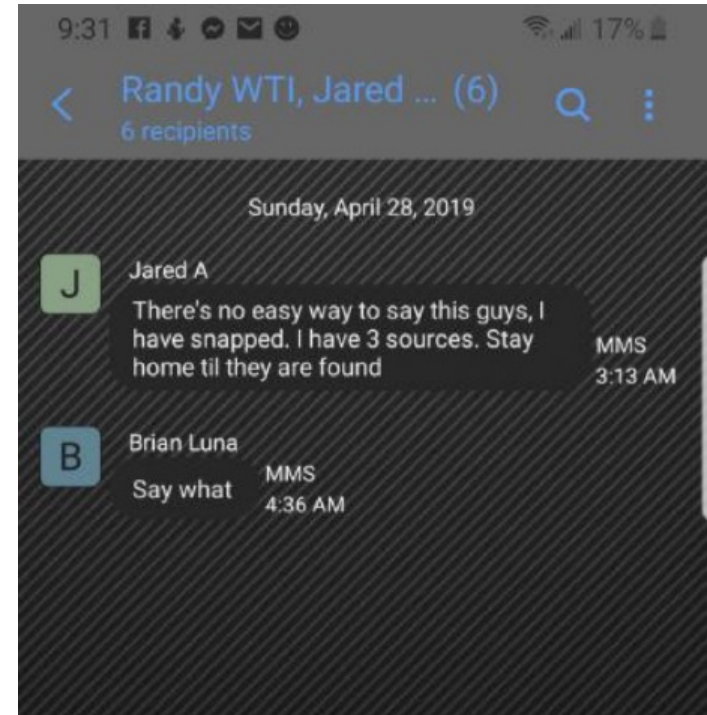 9:31 17%
Randy WTI, Jared ... (6)
6 recipients
Sunday, April 28, 2019
J
Jared A
There's no easy way to say this guys, I
have snapped. I have 3 sources. Stay
home til they are found
MMS
3:13 AM
B
Brian Luna
Say what
MMS
4:36 AM